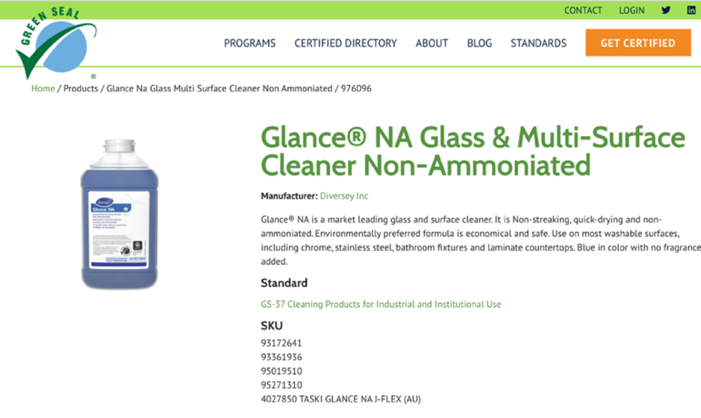 CONTACT LOGIN
GREEN SEAL
®
PROGRAMS CERTIFIED DIRECTORY ABOUT BLOG STANDARDS GET CERTIFIED
Home / Products / Glance Na Glass Multi Surface Cleaner Non Ammoniated / 976096
Glance® NA Glass & Multi-Surface
Cleaner Non-Ammoniated
Manufacturer: Diversey Inc
Glance® NA is a market leading glass and surface cleaner. It is Non-streaking, quick-drying and non-
ammoniated. Environmentally preferred formula is economical and safe. Use on most washable surfaces,
including chrome, stainless steel, bathroom fixtures and laminate countertops. Blue in color with no fragrance
added.
Standard
GS-37 Cleaning Products for Industrial and Institutional Use
SKU
93172641
93361936
95019510
95271310
4027850 TASKI GLANCE NA J-FLEX (AU)
Diversey
Glance NA